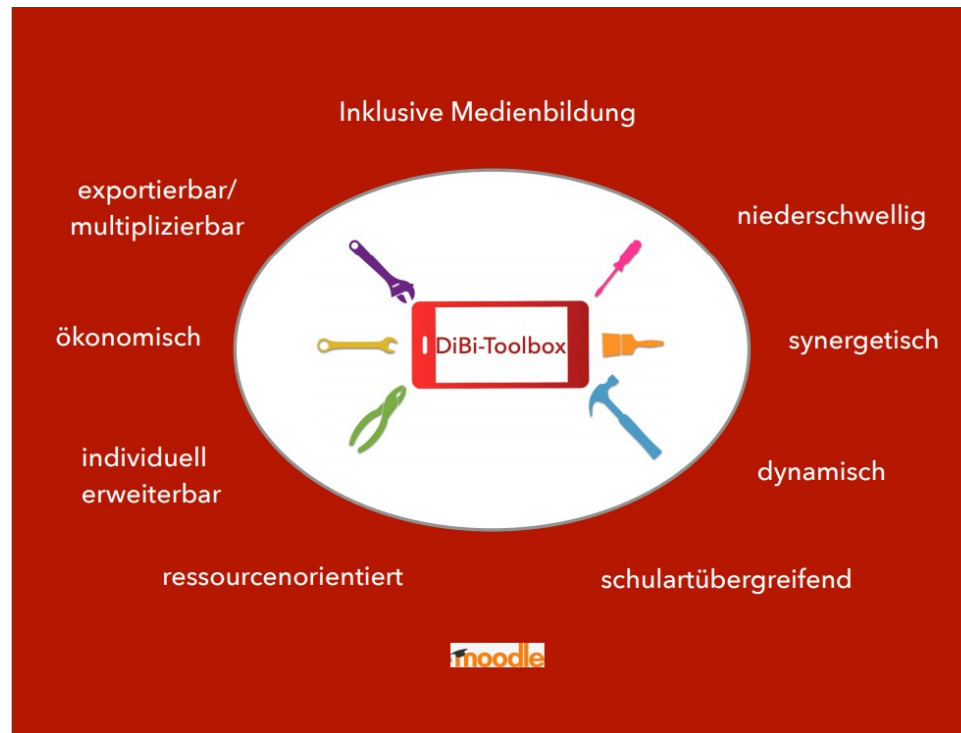 Inklusive Medienbildung
exportierbar/
multiplizierbar
niederschwellig
DiBi-Toolbox
ökonomisch
synergetisch
individuell
erweiterbar
dynamisch
ressourcenorientiert
schulartübergreifend
moodle